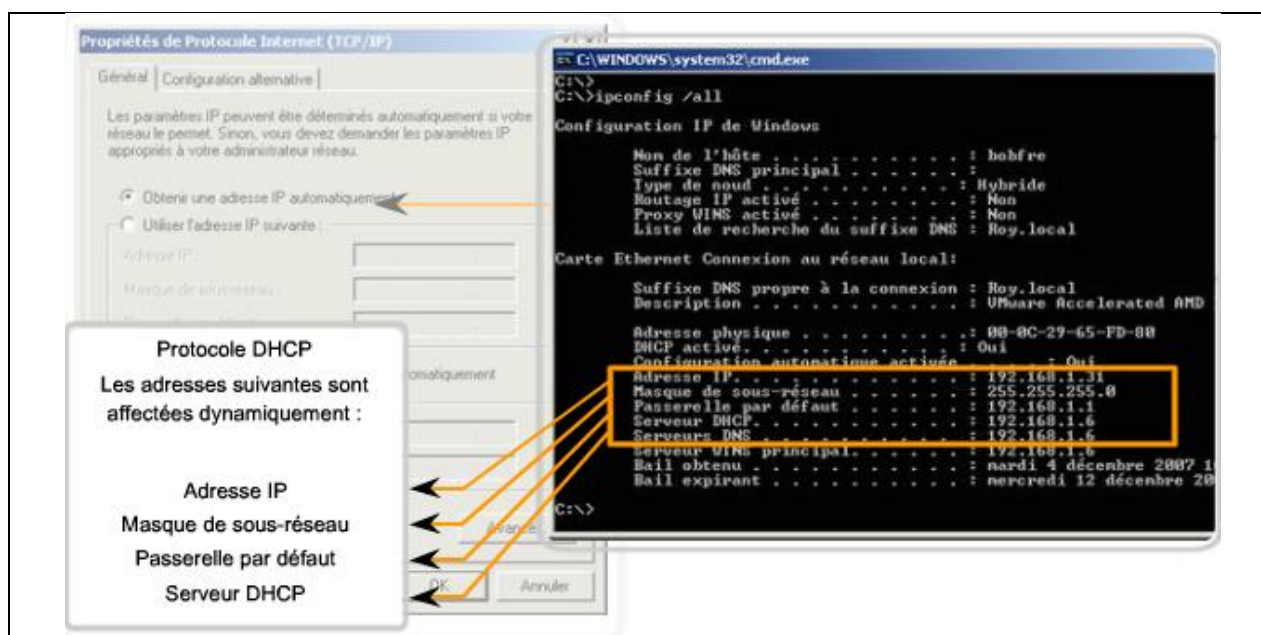 Propriétés de Protocole Internet (TCP/IP)
Général
Configuration alternative
Les paramètres IP peuvent être déterminés automatiquement si votre
réseau le permet. Sinon, vous devez demander les paramètres IP
appropriés à votre administrateur réseau.
Obtenir une adresse IP automatiquement
Utiliser l'adresse IP suivante :
Adresse IP :
Masque de sous-réseau :
omatiquement
Avancé
OK
Annuler
Protocole DHCP
Les adresses suivantes sont
affectées dynamiquement :
Adresse IP
Masque de sous-réseau
Passerelle par défaut
Serveur DHCP
C:\WINDOWS\system32\cmd.exe
C:\>
C:\>ipconfig /all
Configuration IP de Windows
Nom de l'hôte . . . . . . . . . . : bobfre
Suffixe DNS principal . . . . . . :
Type de noud . . . . . . . . . . : Hybride
Routage IP activé . . . . . . . . : Non
Proxy WINS activé . . . . . . . . : Non
Liste de recherche du suffixe DNS : Roy.local
Carte Ethernet Connexion au réseau local:
Suffixe DNS propre à la connexion : Roy.local
Description . . . . . . . . . . . : VMware Accelerated AMD
Adresse physique . . . . . . . . .: 00-0C-29-65-FD-80
DHCP activé. . . . . . . . . . . : Oui
Configuration automatique activée . . . . : Oui
Adresse IP. . . . . . . . . . . . : 192.168.1.31
Masque de sous-réseau . . . . . . : 255.255.255.0
Passerelle par défaut . . . . . . : 192.168.1.1
Serveur DHCP. . . . . . . . . . . : 192.168.1.6
Serveurs DNS . . . . . . . . . . : 192.168.1.6
Serveur WINS principal. . . . . . : 192.168.1.6
Bail obtenu . . . . . . . . . . . : mardi 4 décembre 2007 1
Bail expirant . . . . . . . . . . : mercredi 12 décembre 20
C:\>